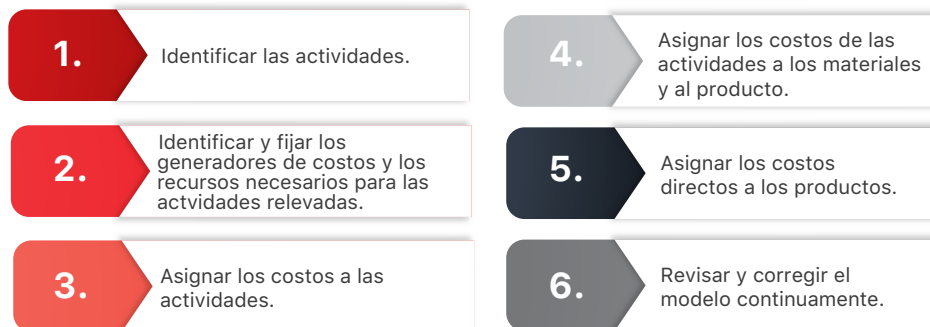 1.
Identificar las actividades.
2.
Identificar y fijar los
generadores de costos y los
recursos necesarios para las
actvidades relevadas.
3.
Asignar los costos a las
actividades.
4.
Asignar los costos de las
actividades a los materiales
y al producto.
5.
Asignar los costos
directos a los productos.
6.
Revisar y corregir el
modelo continuamente.